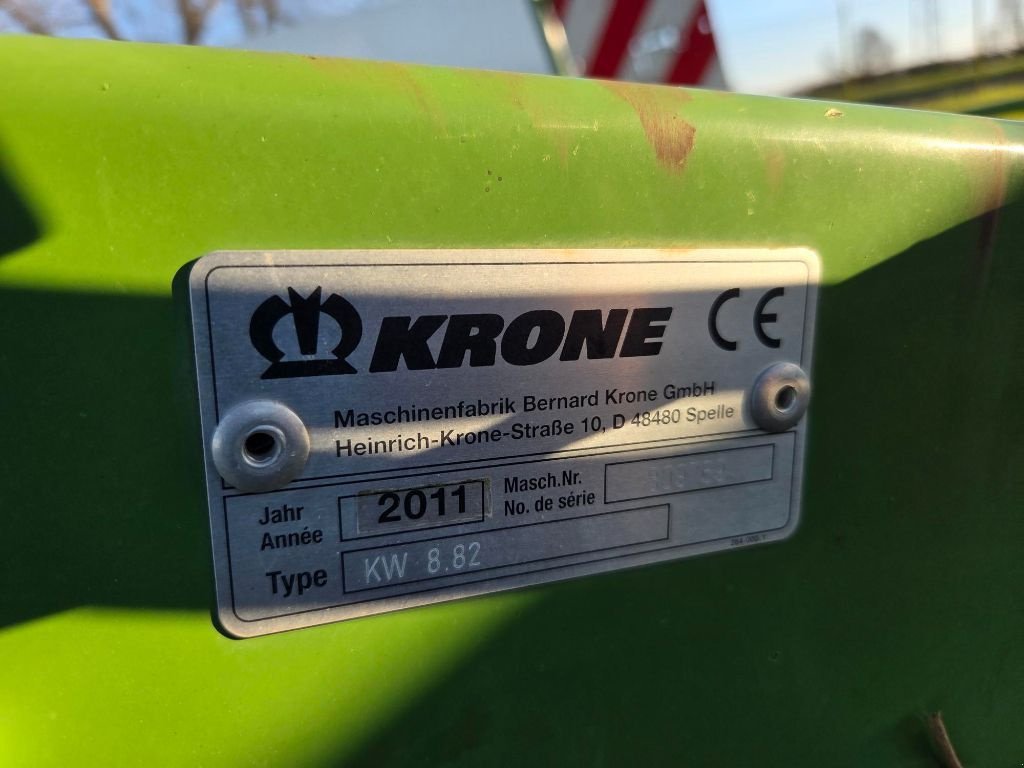 KRONE CE
Maschinenfabrik Bernard Krone GmbH
Heinrich-Krone-Straße 10, D 48480 Spelle
Jahr
Année
2011
Masch.Nr.
No. de série
Type
KW 8.82